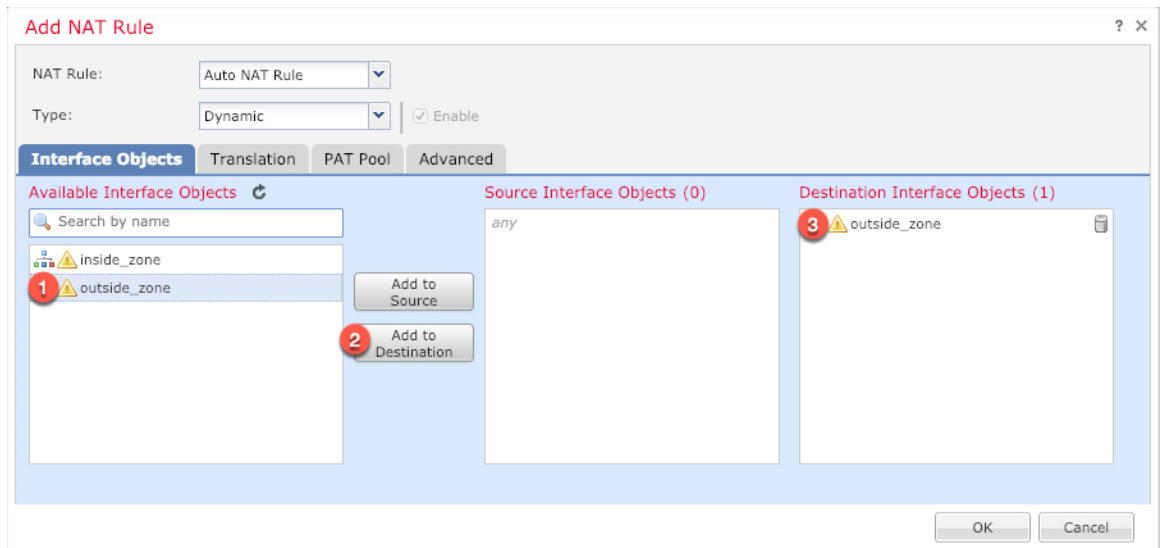 Add NAT Rule ? ×
NAT Rule: Auto NAT Rule
Type: Dynamic Enable
Interface Objects Translation PAT Pool Advanced
Available Interface Objects
Search by name
inside_zone
1 outside_zone
Add to
Source
2 Add to
Destination
Source Interface Objects (0)
any
Destination Interface Objects (1)
3 outside_zone
OK Cancel